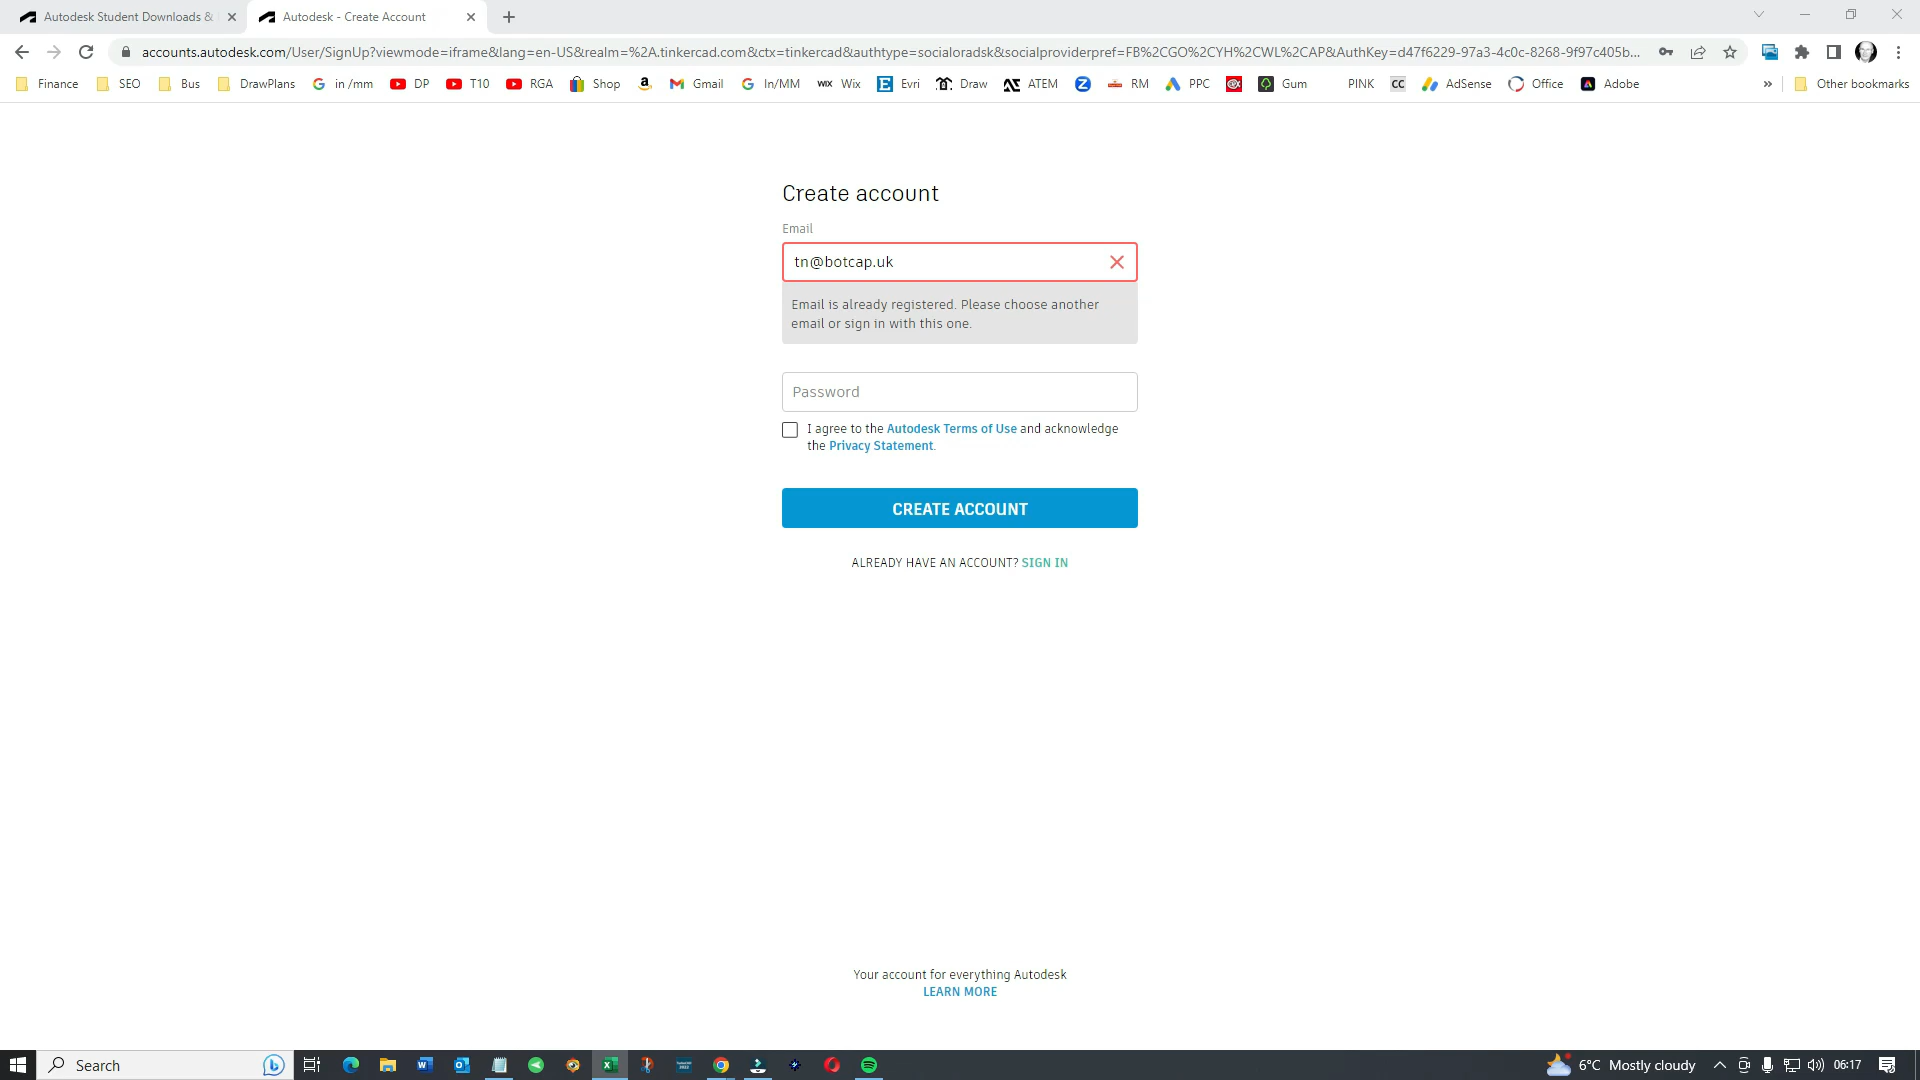 Autodesk Student Downloads &
Autodesk - Create Account
accounts.autodesk.com/User/SignUp?viewmode=iframe&lang=en-US&realm=%2A.tinkercad.com&ctx=tinkercad&authtype=socialoradsk&socialproviderpref=FB%2CGO%2CYH%2CWL%2CAP&AuthKey=d47f6229-97a3-4c0c-8268-9f97c405b...
Finance SEO Bus DrawPlans in /mm DP T10 RGA Shop Gmail In/MM WIX Wix Evri Draw ATEM RM PPC Gum PINK CC AdSense Office Adobe » Other bookmarks
Create account
Email
tn@botcap.uk
Email is already registered. Please choose another
email or sign in with this one.
Password
I agree to the Autodesk Terms of Use and acknowledge
the Privacy Statement.
CREATE ACCOUNT
ALREADY HAVE AN ACCOUNT? SIGN IN
Your account for everything Autodesk
LEARN MORE
Search
6°C Mostly cloudy
06:17